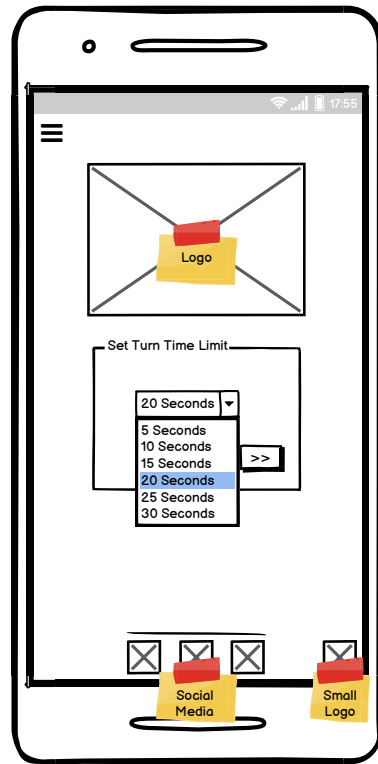 17:55
Logo
Set Turn Time Limit
20 Seconds
5 Seconds
10 Seconds
15 Seconds
>>
20 Seconds
25 Seconds
30 Seconds
Social
Media
Small
Logo